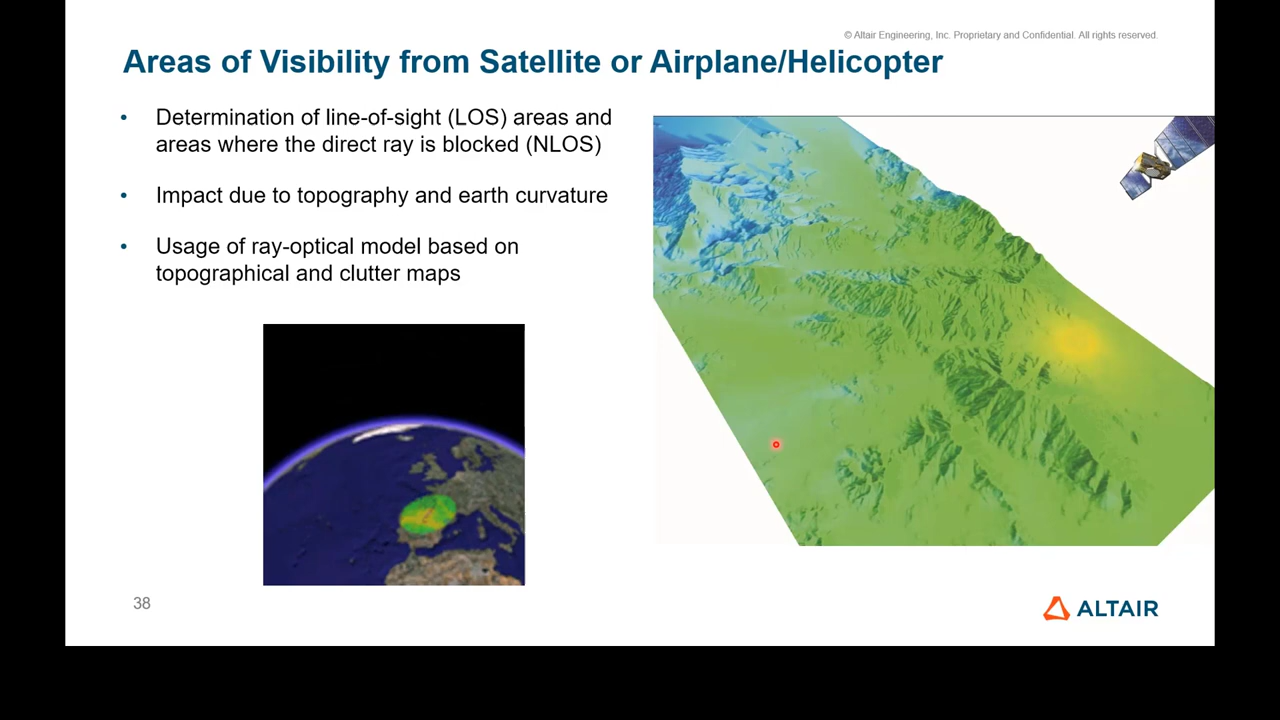 © Altair Engineering, Inc. Proprietary and Confidential. All rights reserved.
Areas of Visibility from Satellite or Airplane/Helicopter
• Determination of line-of-sight (LOS) areas and
areas where the direct ray is blocked (NLOS)
• Impact due to topography and earth curvature
• Usage of ray-optical model based on
topographical and clutter maps
38
ALTAIR